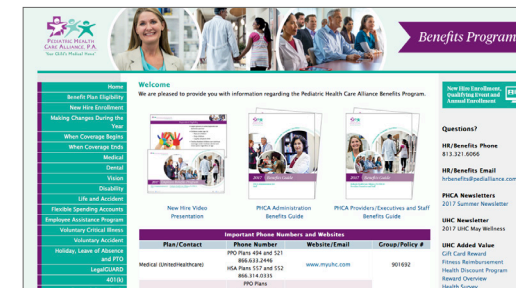 PEDIATRIC HEALTH
CARE ALLIANCE, P.A.
"Your Child's Medical Home"
Benefits Program
Home
Benefit Plan Eligibility
New Hire Enrollment
Making Changes During the
Year
When Coverage Begins
When Coverage Ends
Medical
Dental
Vision
Disability
Life and Accident
Flexible Spending Accounts
Employee Assistance Program
Voluntary Critical Illness
Voluntary Accident
Holiday, Leave of Absence
and PTO
LegalGUARD
401(k)
Welcome
We are pleased to provide you with information regarding the Pediatric Health Care Alliance Benefits Program.
2017 Benefits Guide
2017 Benefits Guide
New Hire Video
Presentation
PHCA Administration
Benefits Guide
PHCA Providers/Executives and Staff
Benefits Guide
Important Phone Numbers and Websites
Plan/Contact Phone Number Website/Email Group/Policy #
Medical (UnitedHealthcare)
PPO Plans 494 and 521
866.633.2446
HSA Plans 557 and 552
866.314.0335
www.myuhc.com
901692
PPO Plans
New Hire Enrollment,
Qualifying Event and
Annual Enrollment
Questions?
HR/Benefits Phone
813.321.6066
HR/Benefits Email
hrbenefits@pedialliance.com
PHCA Newsletters
2017 Summer Newsletter
UHC Newsletter
2017 UHC May Wellness
UHC Added Value
Gift Card Reward
Fitness Reimbursement
Health Discount Program
Reward Overview
Health Survey